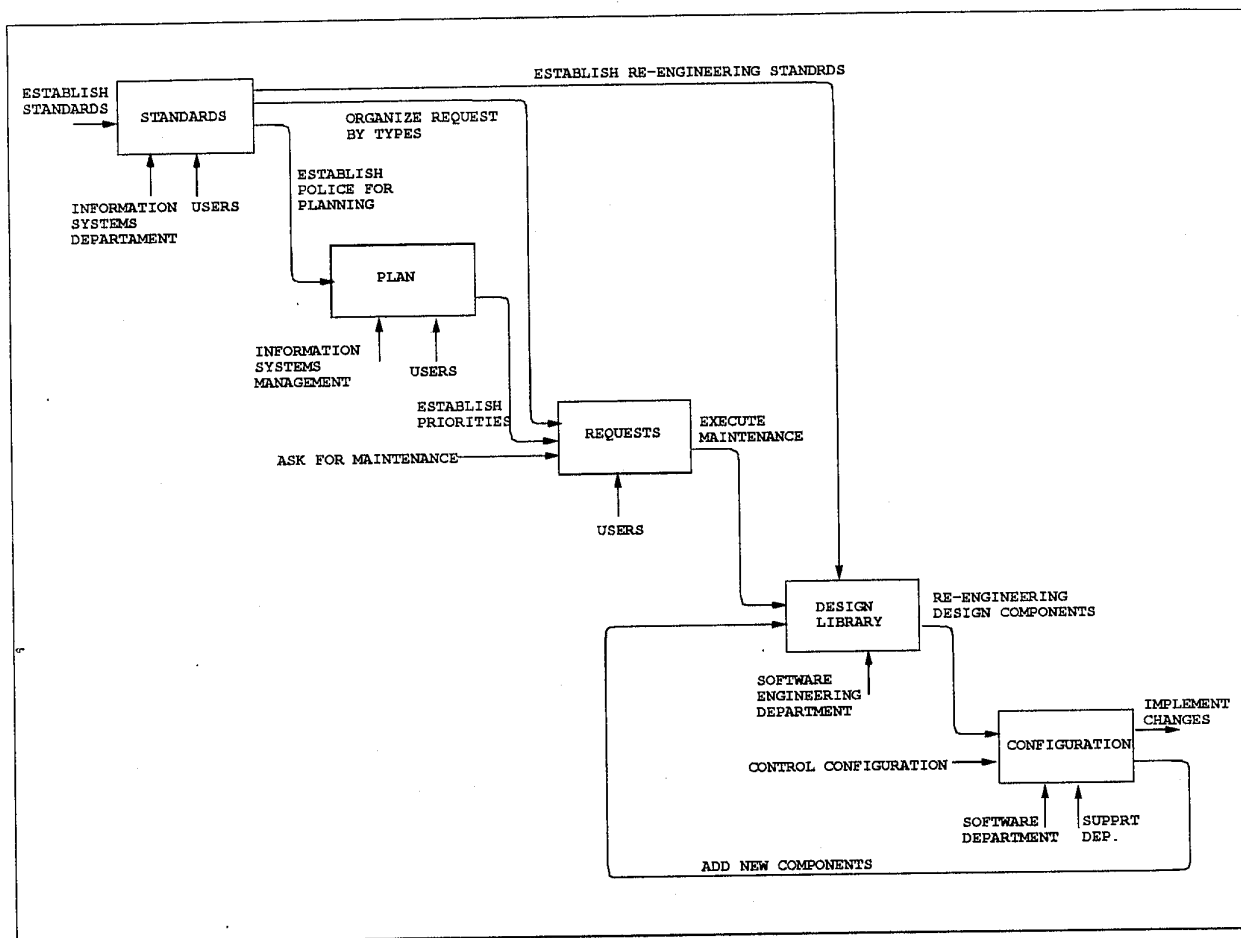 ESTABLISH RE-ENGINEERING STANDRDS
ESTABLISH
STANDARDS
STANDARDS
ORGANIZE REQUEST
BY TYPES
ESTABLISH
POLICE FOR
PLANNING
INFORMATION
SYSTEMS
DEPARTAMENT
USERS
PLAN
INFORMATION
SYSTEMS
MANAGEMENT
USERS
ESTABLISH
PRIORITIES
REQUESTS
EXECUTE
MAINTENANCE
ASK FOR MAINTENANCE
USERS
DESIGN
LIBRARY
RE-ENGINEERING
DESIGN COMPONENTS
SOFTWARE
ENGINEERING
DEPARTMENT
IMPLEMENT
CHANGES
CONFIGURATION
CONTROL CONFIGURATION
SOFTWARE
DEPARTMENT
SUPPRT
DEP.
ADD NEW COMPONENTS